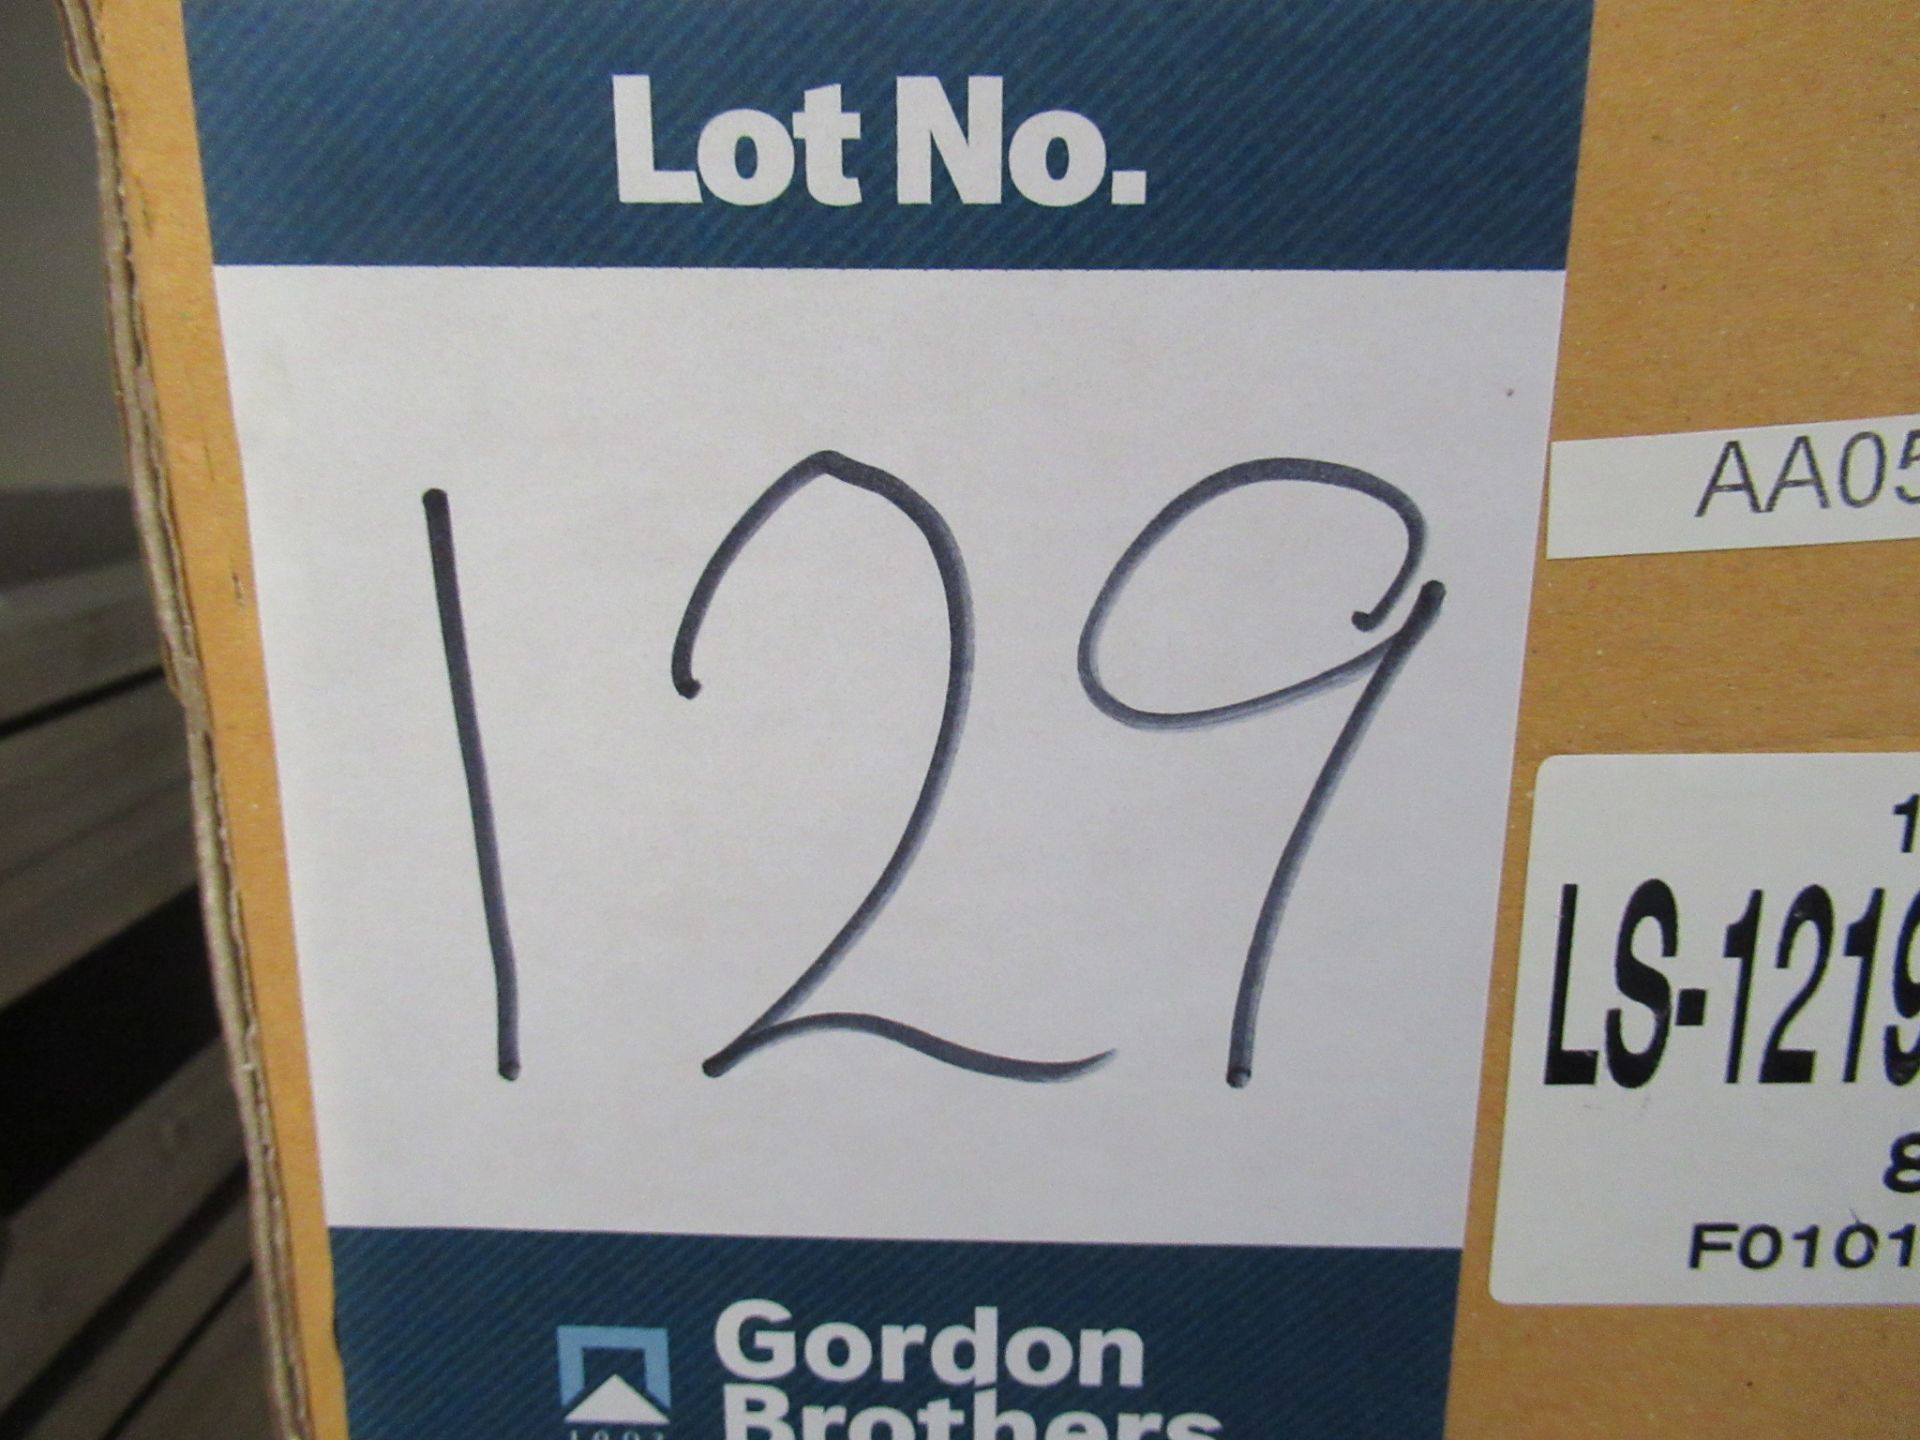 Lot No.
129
Gordon
Brothers
AA05
LS-1219
F0101